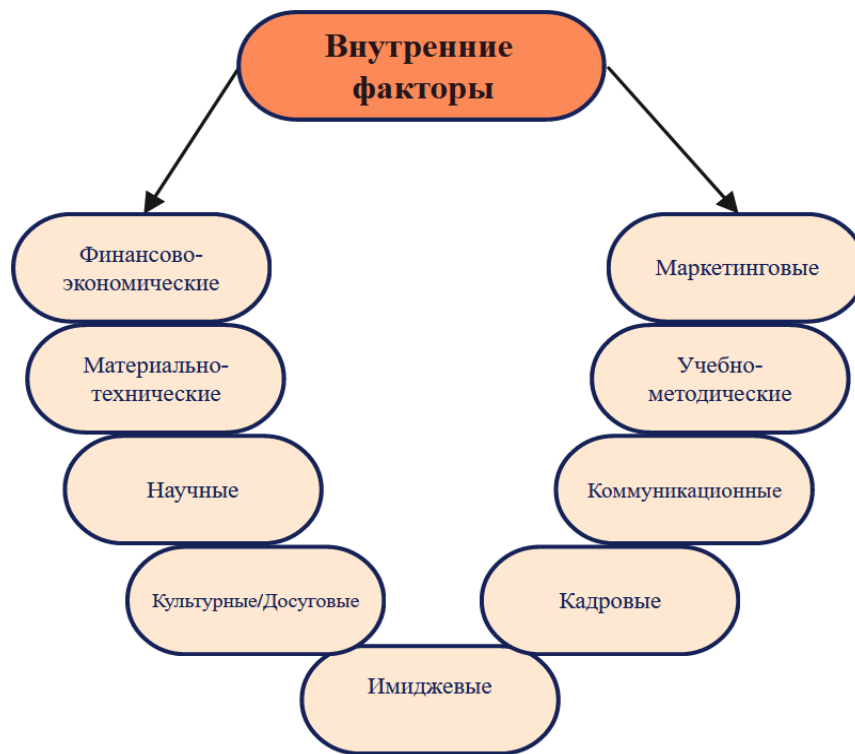 Внутренние
факторы
Финансово-
экономические
Маркетинговые
Материально-
технические
Учебно-
методические
Научные
Коммуникационные
Культурные/Досуговые
Кадровые
Имиджевые